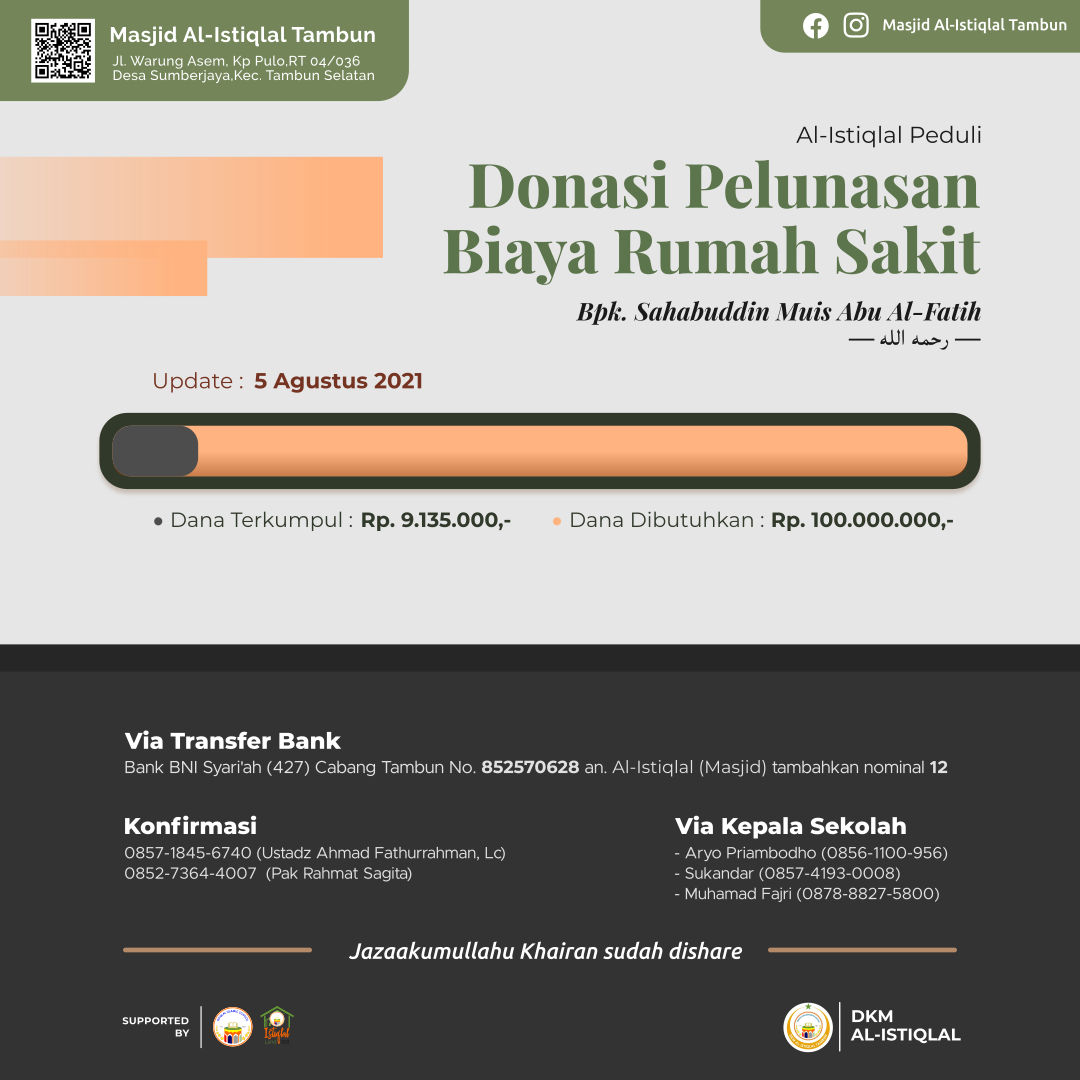 Masjid Al-Istiqlal Tambun
Jl. Warung Asem, Kp Pulo,RT 04/036
Desa Sumberjaya,Kec. Tambun Selatan
Masjid Al-Istiqlal Tambun
Al-Istiqlal Peduli
Donasi Pelunasan
Biaya Rumah Sakit
Bpk. Sahabuddin Muis Abu Al-Fatih
— رحمه الله —
Update : 5 Agustus 2021
• Dana Terkumpul : Rp. 9.135.000,-
• Dana Dibutuhkan : Rp. 100.000.000,-
Via Transfer Bank
Bank BNI Syari'ah (427) Cabang Tambun No. 852570628 an. Al-Istiqlal (Masjid) tambahkan nominal 12
Konfirmasi
0857-1845-6740 (Ustadz Ahmad Fathurrahman, Lc)
0852-7364-4007 (Pak Rahmat Sagita)
Via Kepala Sekolah
- Aryo Priambodho (0856-1100-956)
- Sukandar (0857-4193-0008)
- Muhamad Fajri (0878-8827-5800)
Jazaakumullahu Khairan sudah dishare
SUPPORTED
BY
Istiqlal
DKM
AL-ISTIQLAL